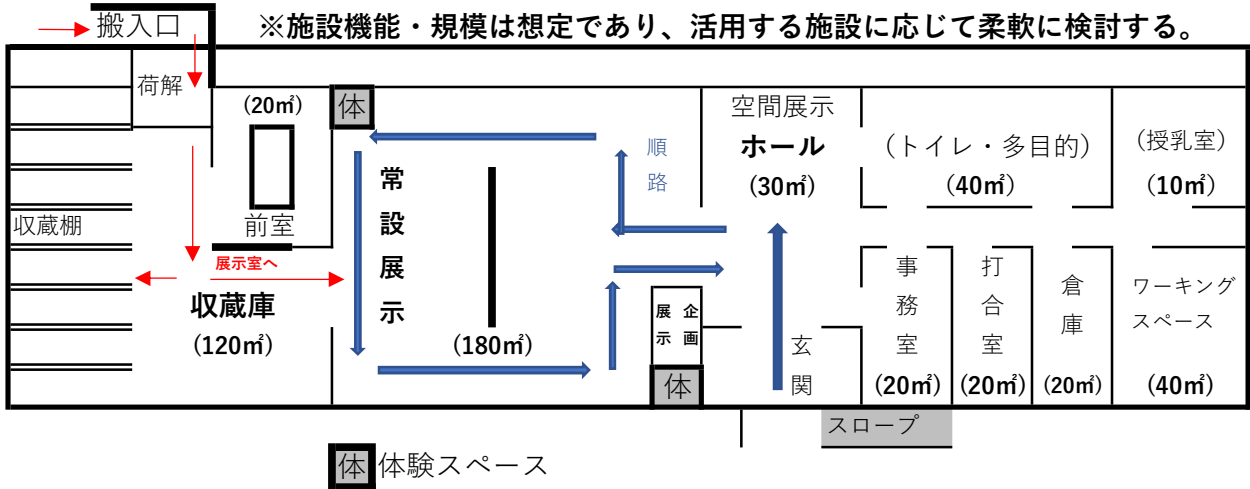 搬入口
※施設機能・規模は想定であり、活用する施設に応じて柔軟に検討する。
荷解
(20㎡)
体
前室
収蔵棚
展示室へ
収蔵庫
(120㎡)
常設展示
(180㎡)
順路
空間展示
ホール
(30㎡)
(トイレ・多目的)
(40㎡)
(授乳室)
(10㎡)
企画展示
体
玄関
事務室
(20㎡)
打合室
(20㎡)
倉庫
(20㎡)
ワーキング
スペース
(40㎡)
スロープ
体 体験スペース